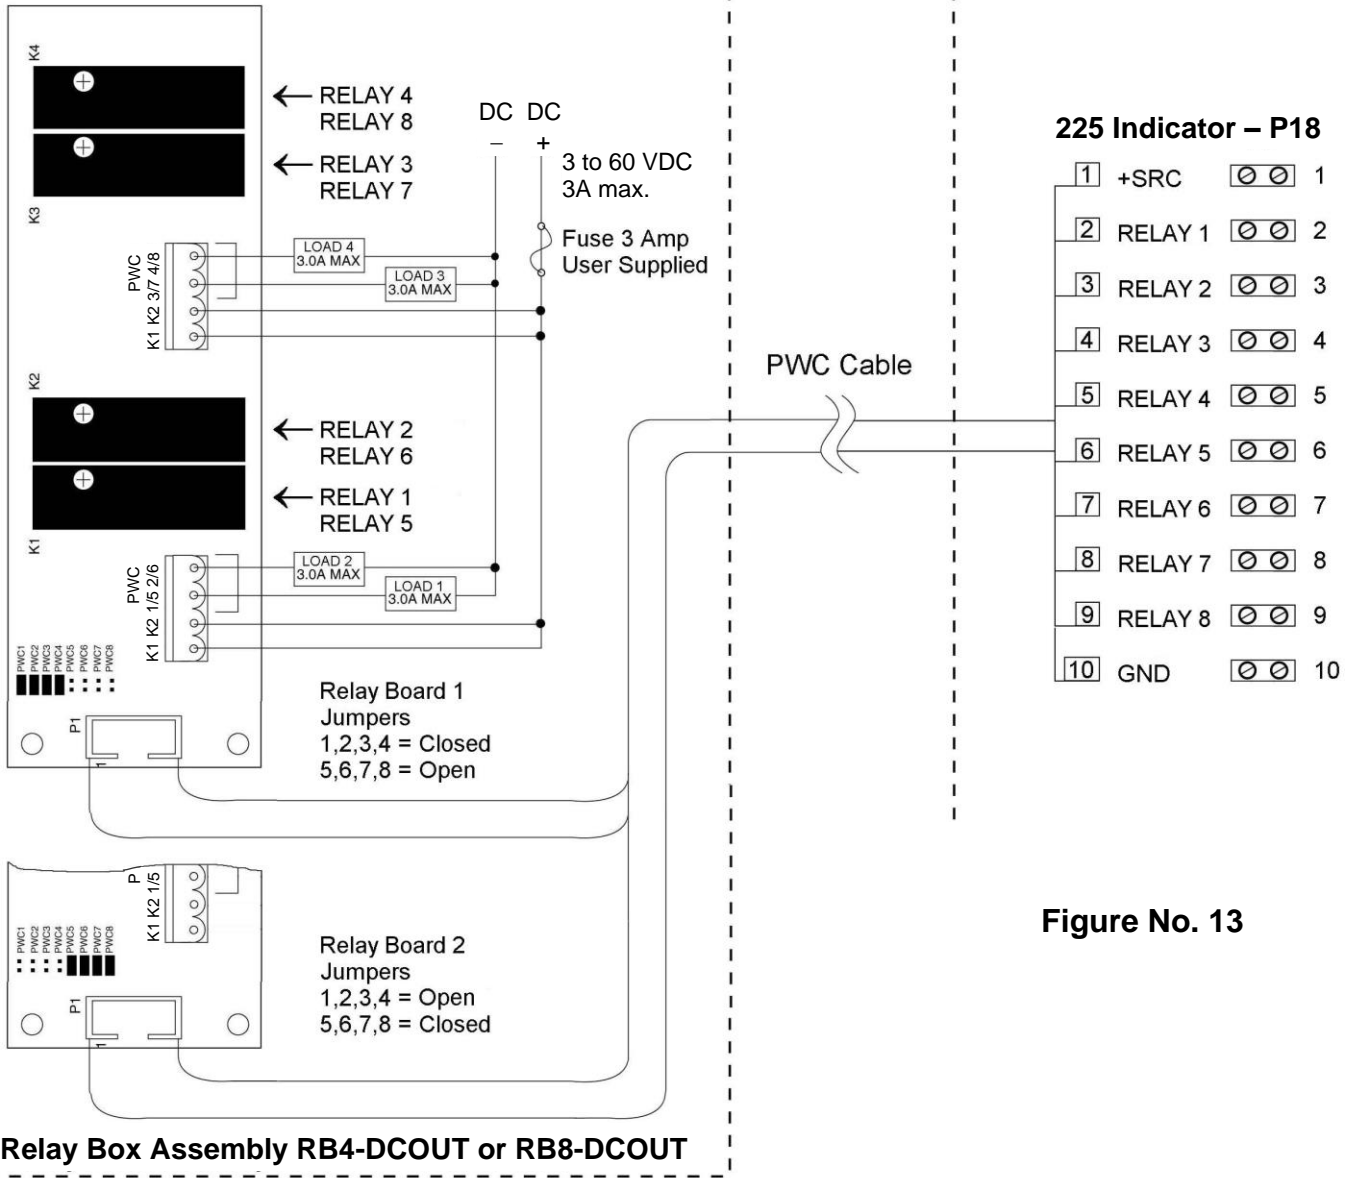 K4
K3
RELAY 4
RELAY 8
RELAY 3
RELAY 7
DC DC
– +
3 to 60 VDC
3A max.
Fuse 3 Amp
User Supplied
PWC
K1 K2 3/7 4/8
LOAD 4
3.0A MAX
LOAD 3
3.0A MAX
K2
K1
RELAY 2
RELAY 6
RELAY 1
RELAY 5
PWC
K1 K2 1/5 2/6
LOAD 2
3.0A MAX
LOAD 1
3.0A MAX
PWC1
PWC2
PWC3
PWC4
PWC5
PWC6
PWC7
PWC8
P1
1
Relay Board 1
Jumpers
1,2,3,4 = Closed
5,6,7,8 = Open
P
K1 K2 1/5
PWC1
PWC2
PWC3
PWC4
PWC5
PWC6
PWC7
PWC8
P1
1
Relay Board 2
Jumpers
1,2,3,4 = Open
5,6,7,8 = Closed
Relay Box Assembly RB4-DCOUT or RB8-DCOUT
PWC Cable
225 Indicator – P18
1 +SRC 1
2 RELAY 1 2
3 RELAY 2 3
4 RELAY 3 4
5 RELAY 4 5
6 RELAY 5 6
7 RELAY 6 7
8 RELAY 7 8
9 RELAY 8 9
10 GND 10
Figure No. 13